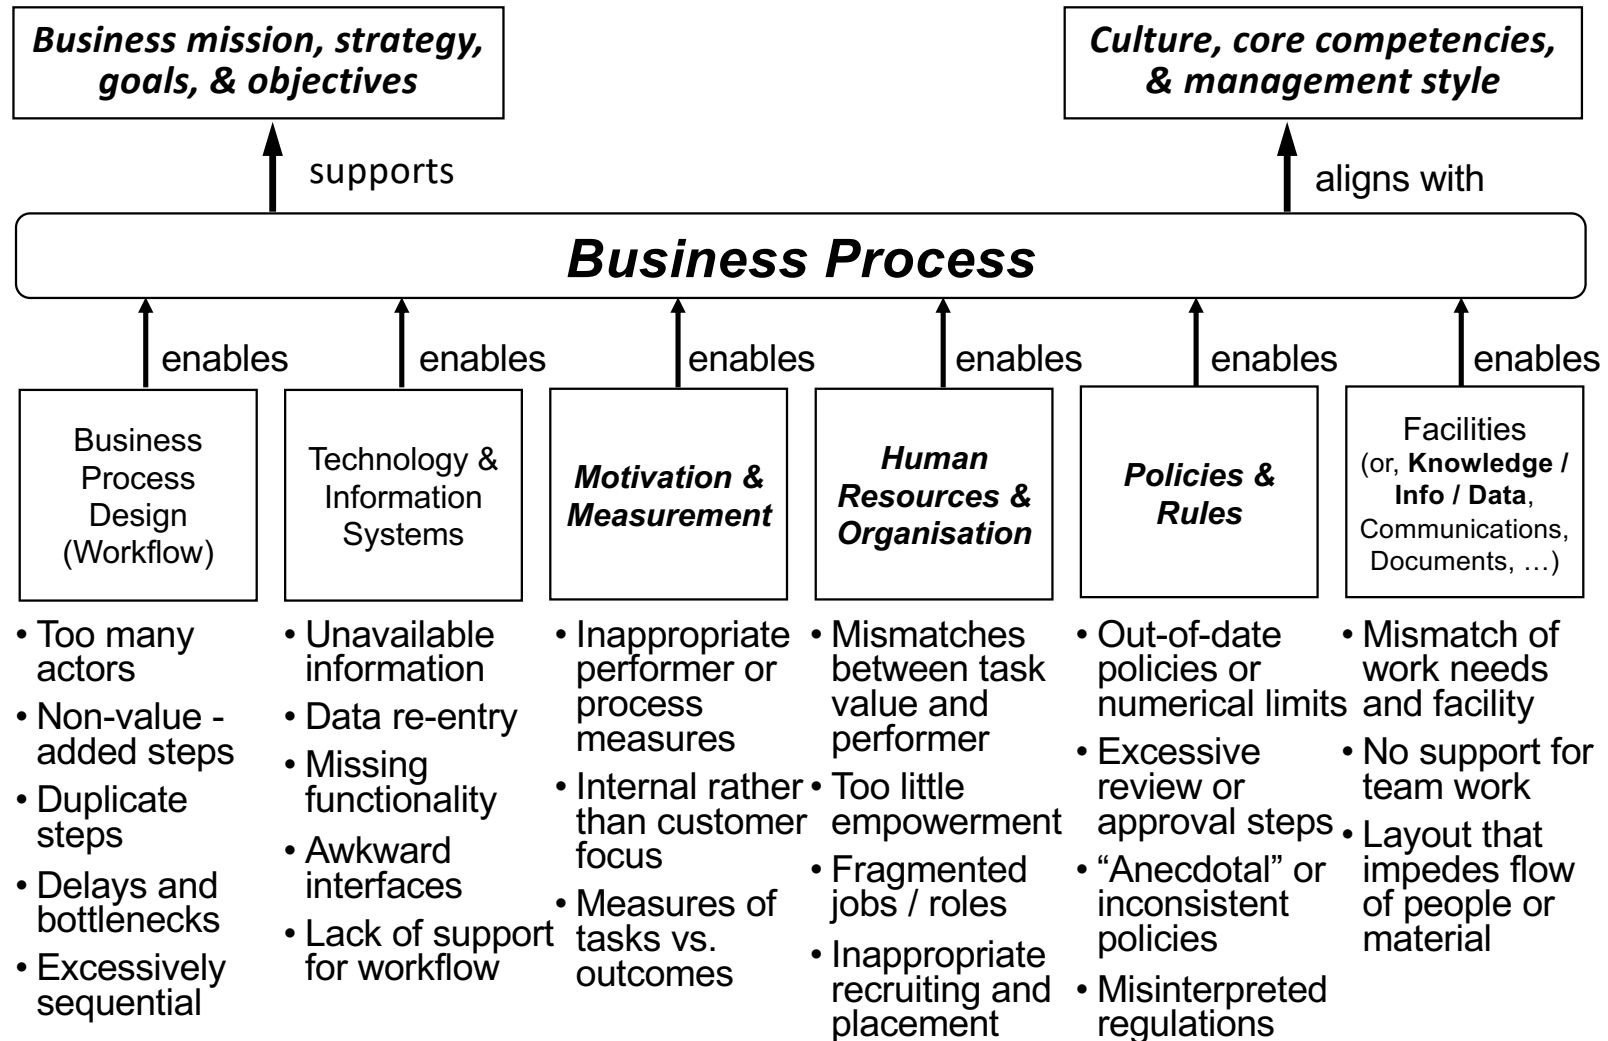 Business mission, strategy,
goals, & objectives
Culture, core competencies,
& management style
supports
aligns with
Business Process
enables
enables
enables
enables
enables
enables
Business
Process
Design
(Workflow)
Technology &
Information
Systems
Motivation &
Measurement
Human
Resources &
Organisation
Policies &
Rules
Facilities
(or, Knowledge /
Info / Data,
Communications,
Documents, …)
• Too many
actors
• Non-value -
added steps
• Duplicate
steps
• Delays and
bottlenecks
• Excessively
sequential
• Unavailable
information
• Data re-entry
• Missing
functionality
• Awkward
interfaces
• Lack of support
for workflow
• Inappropriate
performer or
process
measures
• Internal rather
than customer
focus
• Measures of
tasks vs.
outcomes
• Mismatches
between task
value and
performer
• Too little
empowerment
• Fragmented
jobs / roles
• Inappropriate
recruiting and
placement
• Out-of-date
policies or
numerical limits
• Excessive
review or
approval steps
• “Anecdotal” or
inconsistent
policies
• Misinterpreted
regulations
• Mismatch of
work needs
and facility
• No support for
team work
• Layout that
impedes flow
of people or
material